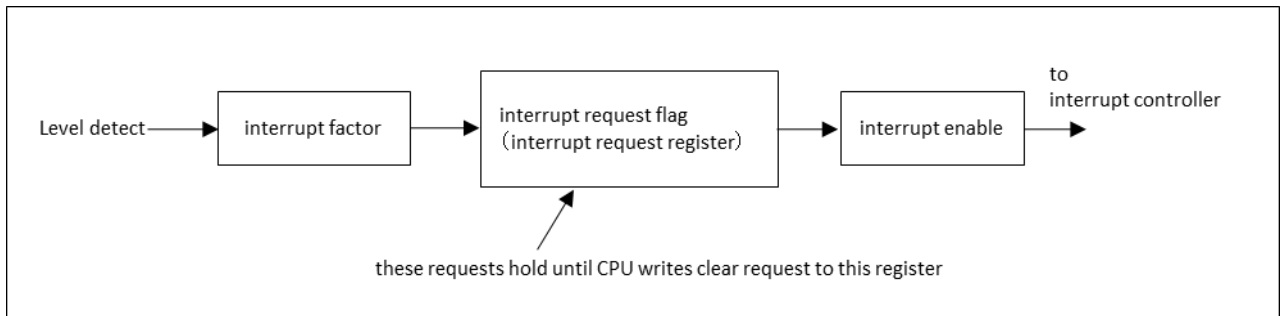 to
interrupt controller
Level detect
interrupt factor
interrupt request flag
（interrupt request register）
interrupt enable
these requests hold until CPU writes clear request to this register